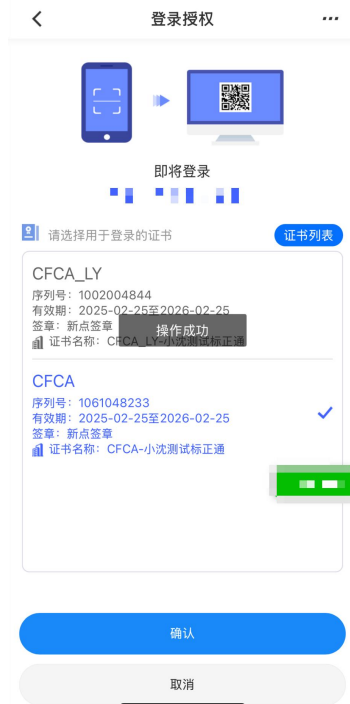 登录授权
即将登录
请选择用于登录的证书
证书列表
CFCA_LY
序列号：1002004844
有效期：2025-02-25至2026-02-25
签章：新点签章
操作成功
证书名称：CFCA_LY-小沈测试标正通
CFCA
序列号：1061048233
有效期：2025-02-25至2026-02-25
签章：新点签章
证书名称：CFCA-小沈测试标正通
确认
取消